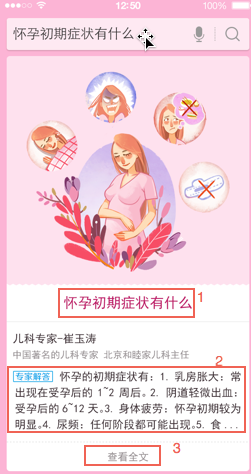 12:50
100%
怀孕初期症状有什么
怀孕初期症状有什么
1
儿科专家-崔玉涛
中国著名的儿科专家 北京和睦家儿科主任
2
专家解答 怀孕的初期症状有：1. 乳房胀大：常
出现在受孕后的 1~2 周后。2. 阴道轻微出血：
受孕后的 6~12 天。3. 身体疲劳：怀孕初期较为
明显。4. 尿频：任何阶段都可能出现。5. 食 ...
3
查看全文